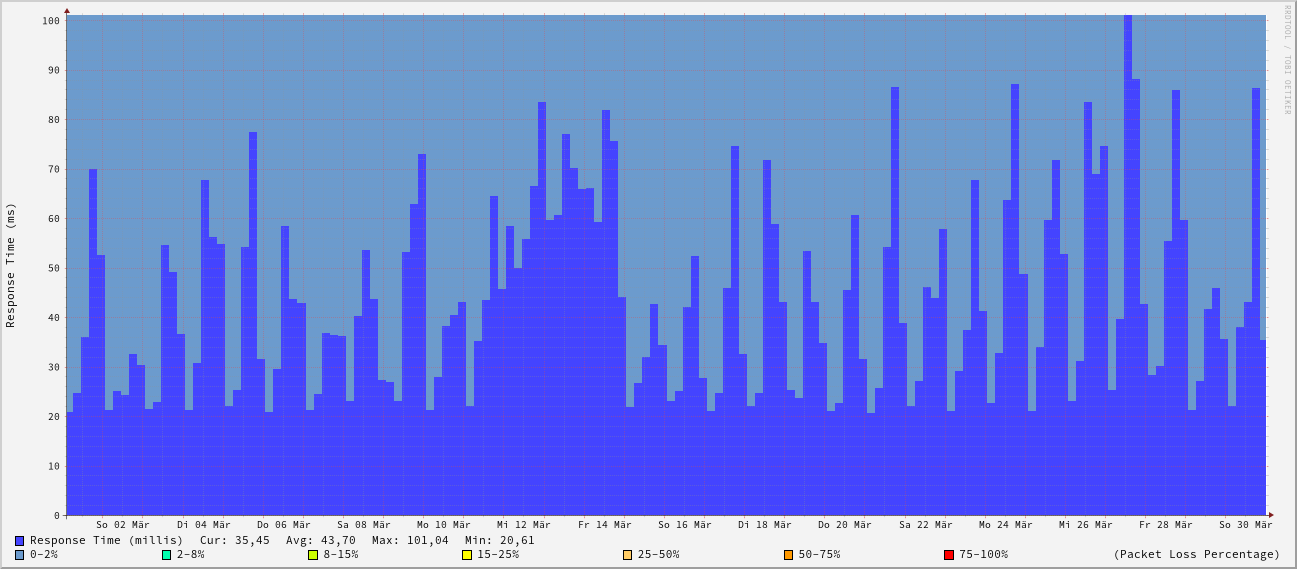 RRDTOOL / TOBI OETIKER
Response Time (ms)
100
90
80
70
60
50
40
30
20
10
0
So 02 Mär Di 04 Mär Do 06 Mär Sa 08 Mär Mo 10 Mär Mi 12 Mär Fr 14 Mär So 16 Mär Di 18 Mär Do 20 Mär Sa 22 Mär Mo 24 Mär Mi 26 Mär Fr 28 Mär So 30 Mär
Response Time (millis) Cur: 35,45 Avg: 43,70 Max: 101,04 Min: 20,61
0-2% 2-8% 8-15% 15-25% 25-50% 50-75% 75-100% (Packet Loss Percentage)